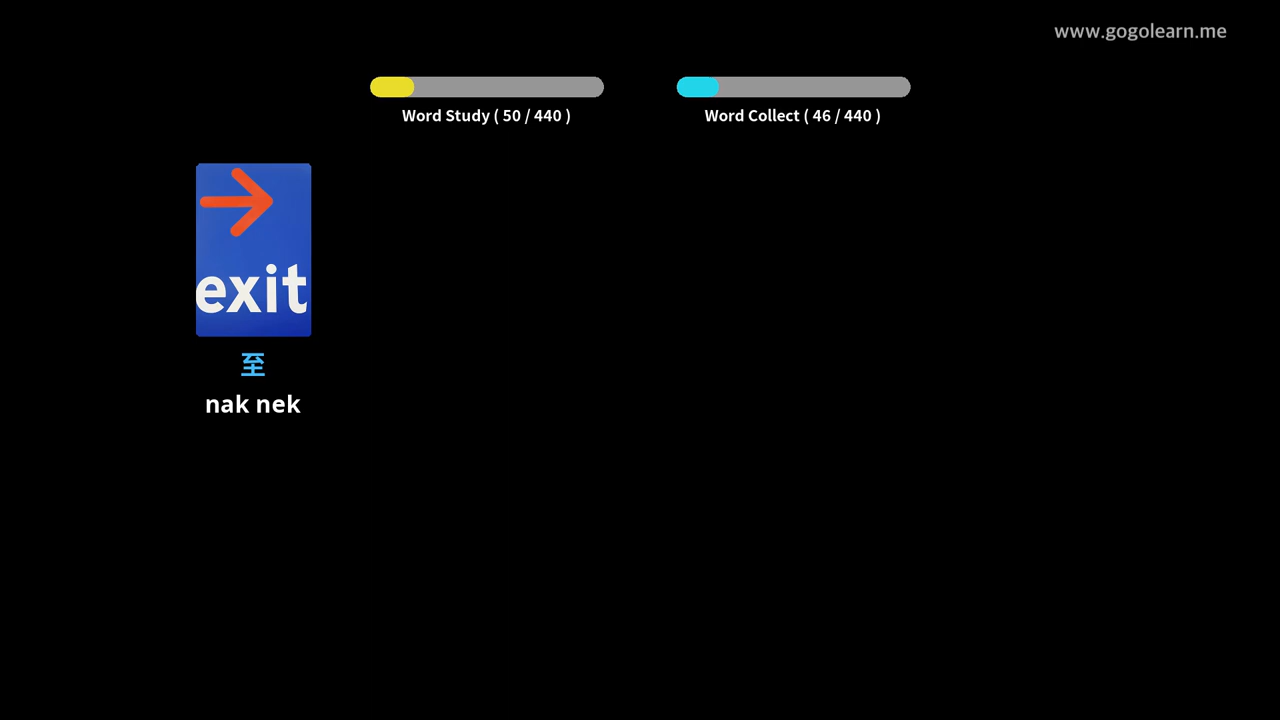 www.gogolearn.me
Word Study ( 50 / 440 )
Word Collect ( 46 / 440 )
exit
至
nak nek